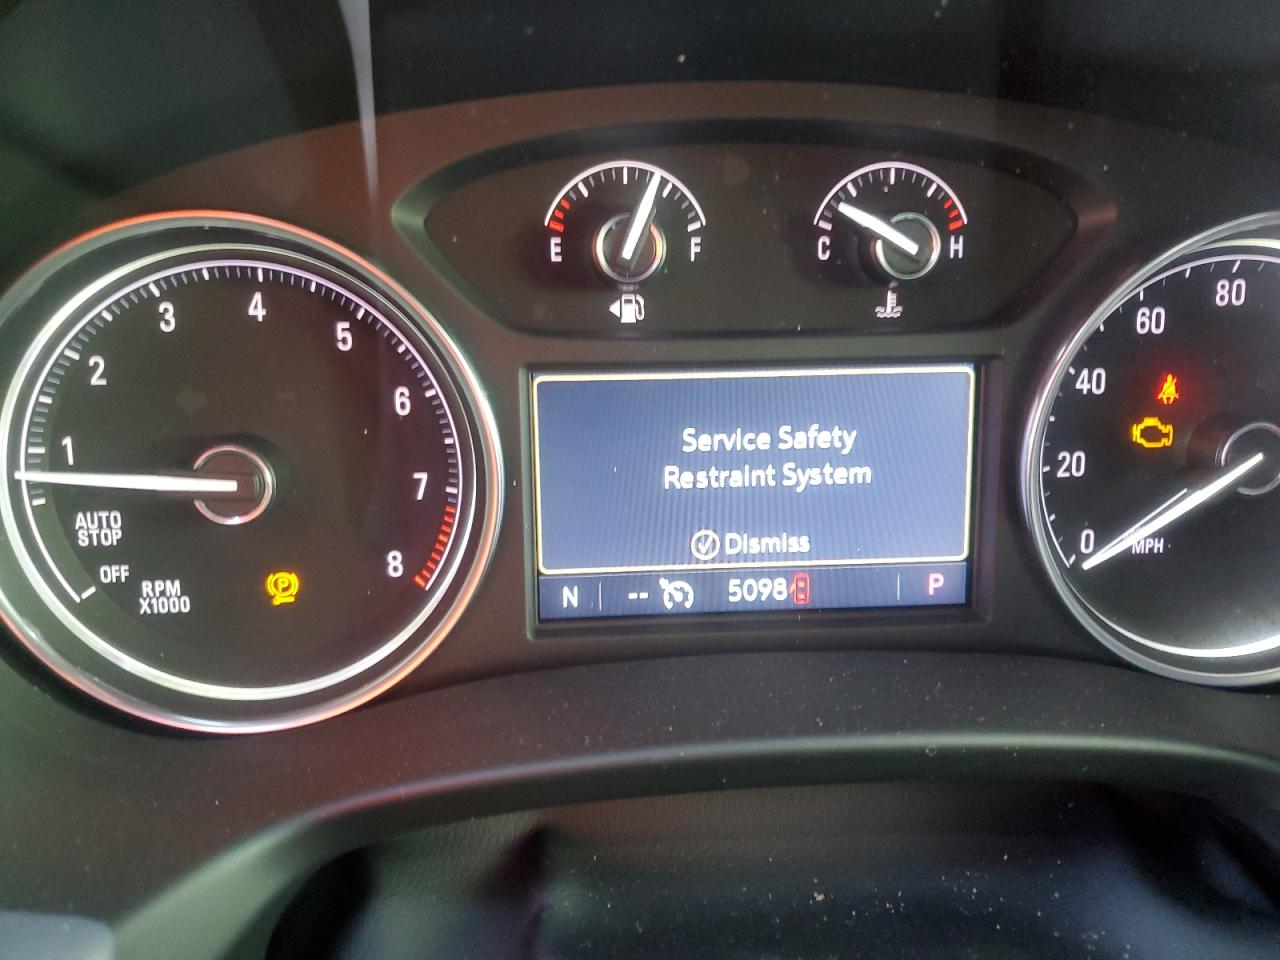 E
F
C
H
1
2
3
4
5
6
7
8
AUTO
STOP
OFF
RPM
X1000
P
Service Safety
Restraint System
Dismiss
N
--
5098
P
0
20
40
60
80
MPH